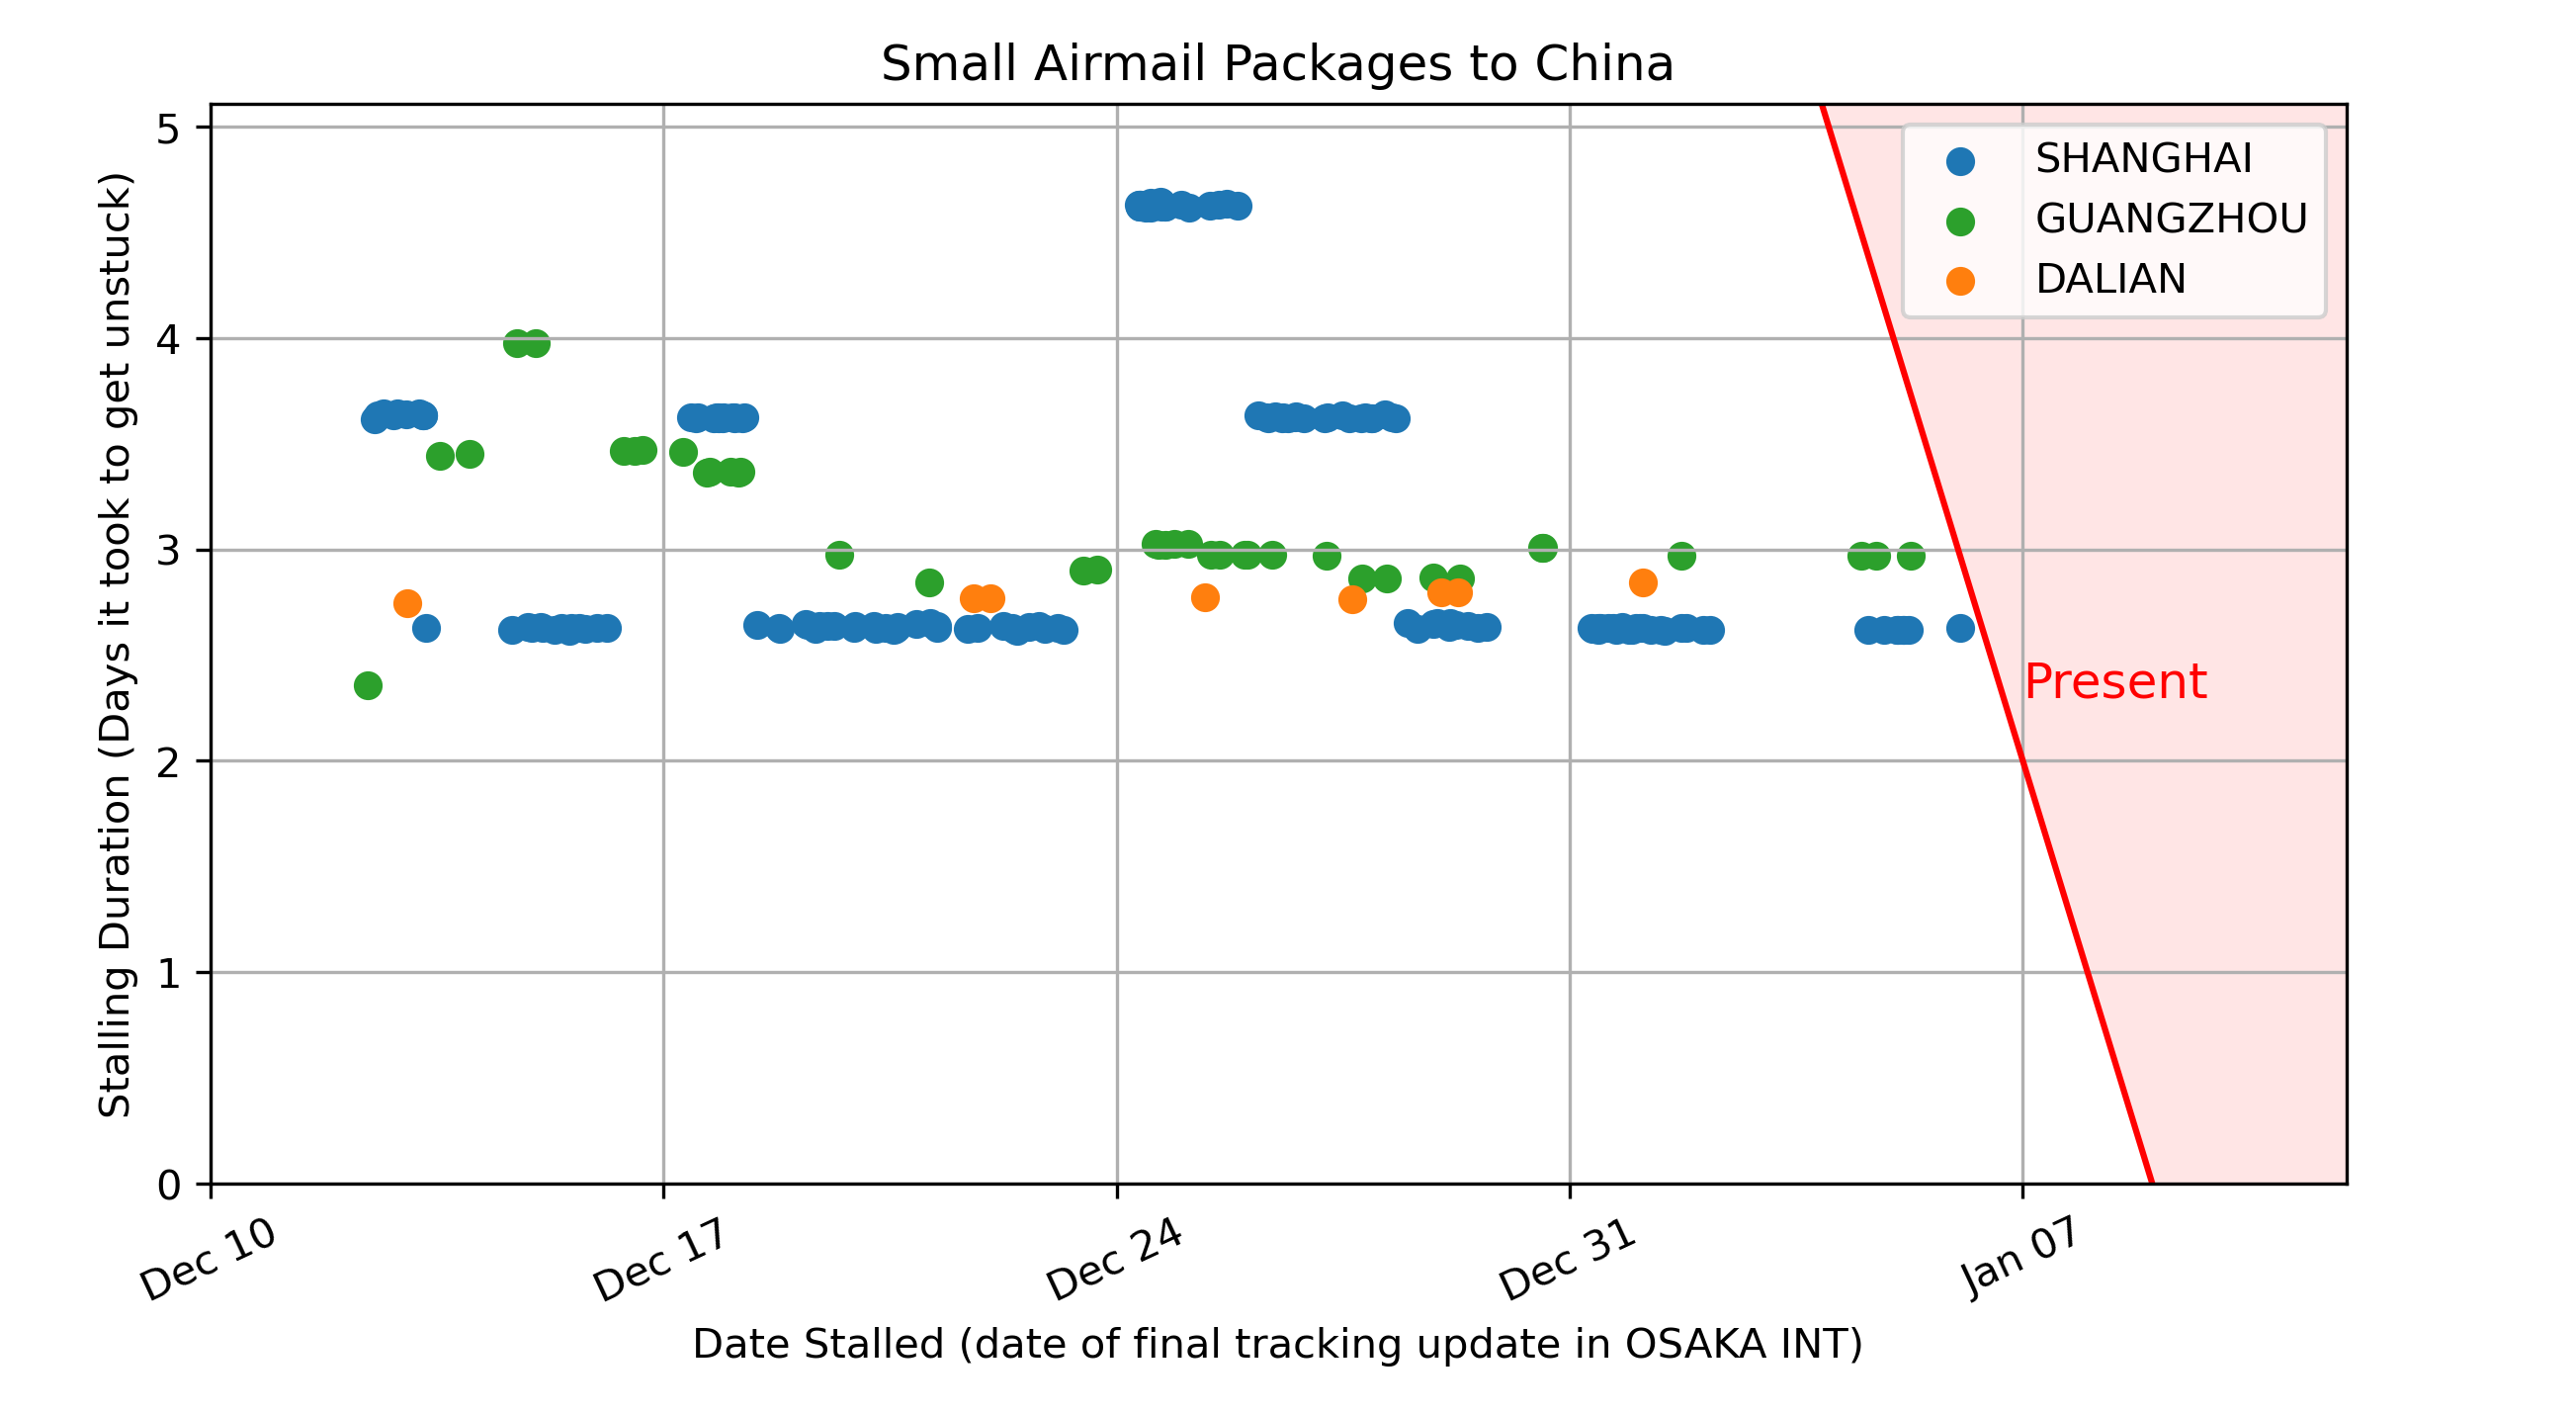 Small Airmail Packages to China
Stalling Duration (Days it took to get unstuck)
5
4
3
2
1
0
SHANGHAI
GUANGZHOU
DALIAN
Present
Dec 10
Dec 17
Dec 24
Dec 31
Jan 07
Date Stalled (date of final tracking update in OSAKA INT)